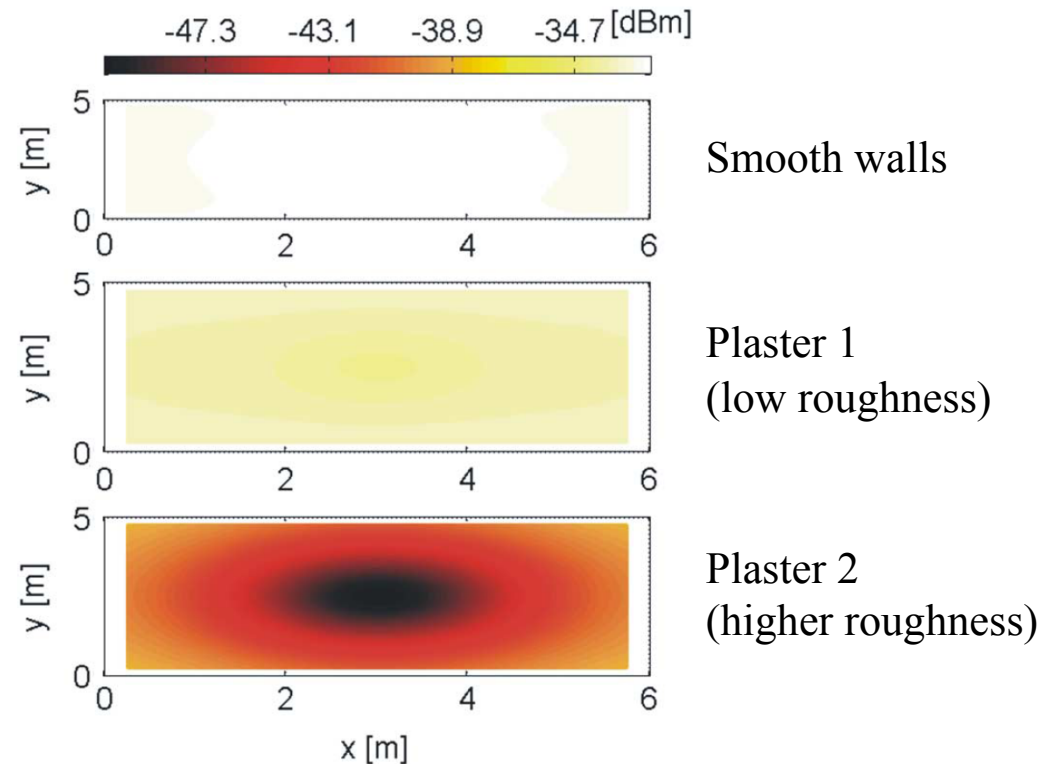 -47.3 -43.1 -38.9 -34.7 [dBm]
5
y [m]
0
0 2 4 6
Smooth walls
5
y [m]
0
0 2 4 6
Plaster 1
(low roughness)
5
y [m]
0
0 2 4 6
x [m]
Plaster 2
(higher roughness)